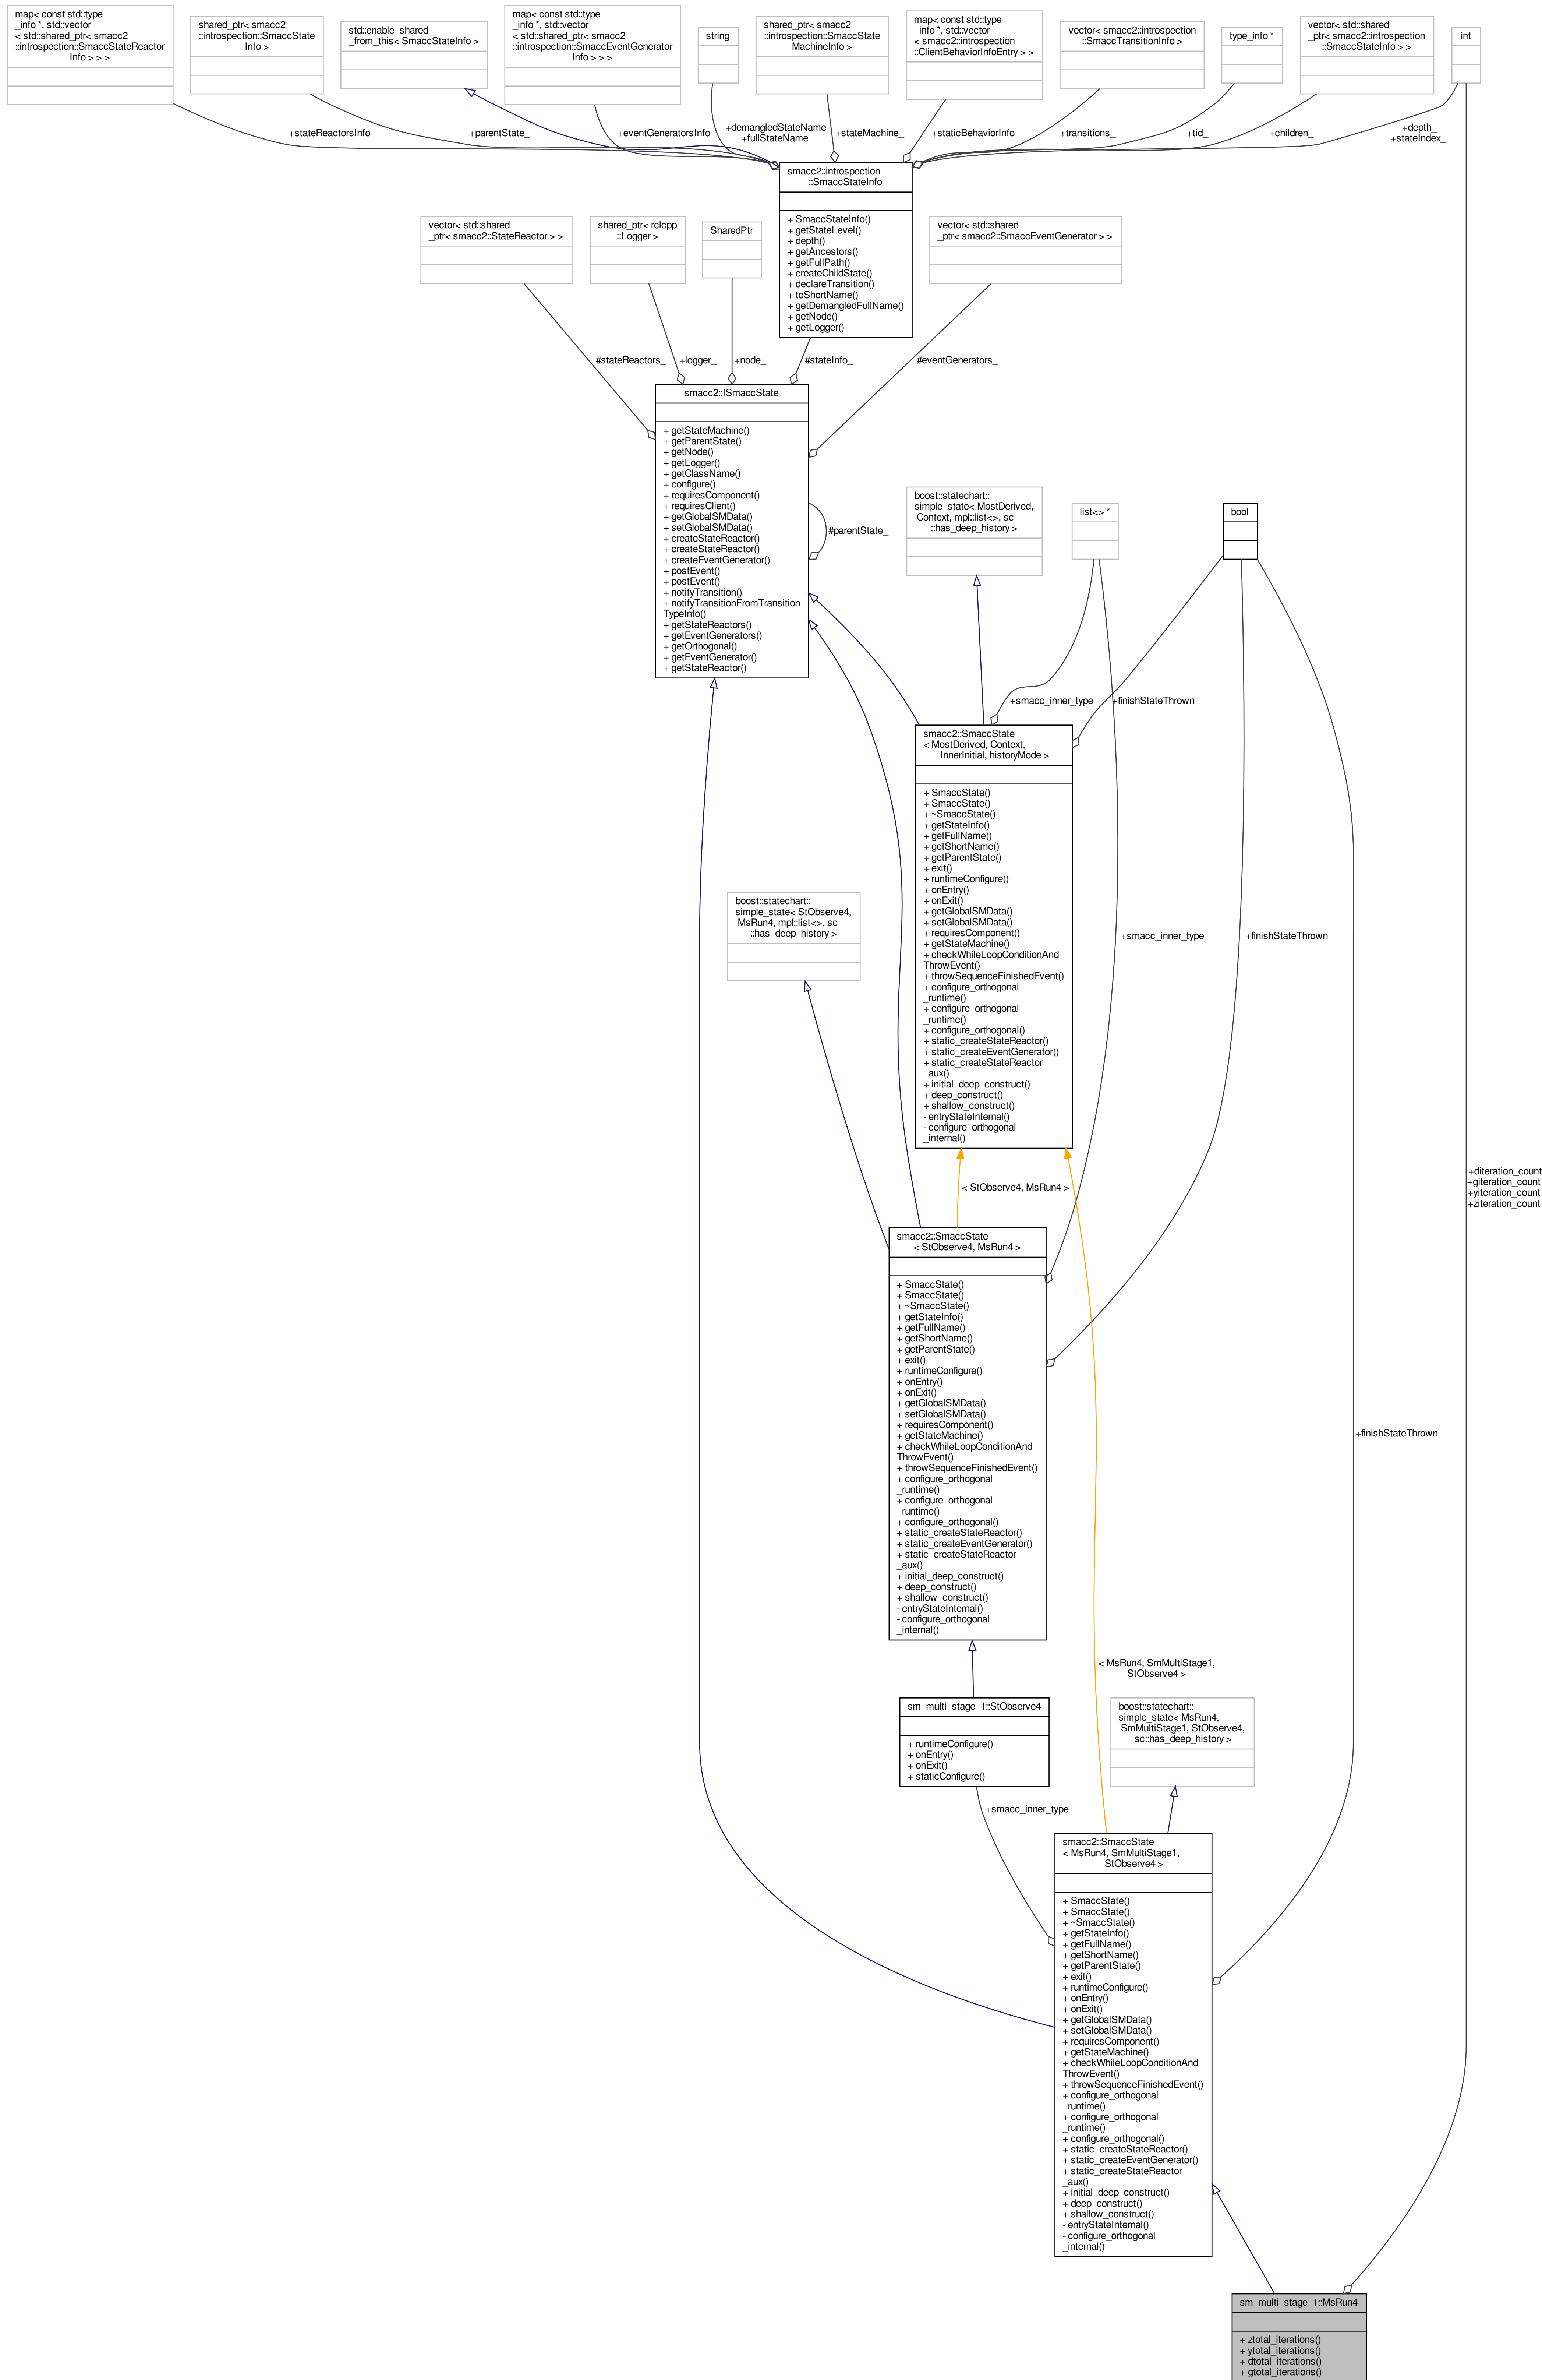 map< const std::type
_info *, std::vector
< std::shared_ptr< smacc2
::introspection::SmaccStateReactor
Info > > >
shared_ptr< smacc2
::introspection::SmaccState
Info >
std::enable_shared
_from_this< SmaccStateInfo >
map< const std::type
_info *, std::vector
< std::shared_ptr< smacc2
::introspection::SmaccEventGenerator
Info > > >
string
shared_ptr< smacc2
::introspection::SmaccState
MachineInfo >
map< const std::type
_info *, std::vector
< smacc2::introspection
::ClientBehaviorInfoEntry > >
vector< smacc2::introspection
::SmaccTransitionInfo >
type_info *
vector< std::shared
_ptr< smacc2::introspection
::SmaccStateInfo > >
int
+stateReactorsInfo
+parentState_
+eventGeneratorsInfo
+demangledStateName
+fullStateName
+stateMachine_
+staticBehaviorInfo
+transitions_
+tid_
+children_
+depth_
+stateIndex_
smacc2::introspection
::SmaccStateInfo
+ SmaccStateInfo()
+ getStateLevel()
+ depth()
+ getAncestors()
+ getFullPath()
+ createChildState()
+ declareTransition()
+ toShortName()
+ getDemangledFullName()
+ getNode()
+ getLogger()
vector< std::shared
_ptr< smacc2::StateReactor > >
shared_ptr< rclcpp
::Logger >
SharedPtr
vector< std::shared
_ptr< smacc2::SmaccEventGenerator > >
#stateReactors_
+logger_
+node_
#stateInfo_
#eventGenerators_
smacc2::ISmaccState
+ getStateMachine()
+ getParentState()
+ getNode()
+ getLogger()
+ getClassName()
+ configure()
+ requiresComponent()
+ requiresClient()
+ getGlobalSMData()
+ setGlobalSMData()
+ createStateReactor()
+ createStateReactor()
+ createEventGenerator()
+ postEvent()
+ postEvent()
+ notifyTransition()
+ notifyTransitionFromTransition
TypeInfo()
+ getStateReactors()
+ getEventGenerators()
+ getOrthogonal()
+ getEventGenerator()
+ getStateReactor()
#parentState_
boost::statechart::
simple_state< MostDerived,
Context, mpl::list<>, sc
::has_deep_history >
list<> *
bool
+smacc_inner_type
+finishStateThrown
smacc2::SmaccState
< MostDerived, Context,
InnerInitial, historyMode >
+ SmaccState()
+ SmaccState()
+ ~SmaccState()
+ getStateInfo()
+ getFullName()
+ getShortName()
+ getParentState()
+ exit()
+ runtimeConfigure()
+ onEntry()
+ onExit()
+ getGlobalSMData()
+ setGlobalSMData()
+ requiresComponent()
+ getStateMachine()
+ checkWhileLoopConditionAnd
ThrowEvent()
+ throwSequenceFinishedEvent()
+ configure_orthogonal
_runtime()
+ configure_orthogonal
_runtime()
+ configure_orthogonal()
+ static_createStateReactor()
+ static_createEventGenerator()
+ static_createStateReactor
_aux()
+ initial_deep_construct()
+ deep_construct()
+ shallow_construct()
- entryStateInternal()
- configure_orthogonal
_internal()
boost::statechart::
simple_state< StObserve4,
MsRun4, mpl::list<>, sc
::has_deep_history >
+smacc_inner_type
+finishStateThrown
< StObserve4, MsRun4 >
+diteration_count
+giteration_count
+yiteration_count
+ziteration_count
smacc2::SmaccState
< StObserve4, MsRun4 >
+ SmaccState()
+ SmaccState()
+ ~SmaccState()
+ getStateInfo()
+ getFullName()
+ getShortName()
+ getParentState()
+ exit()
+ runtimeConfigure()
+ onEntry()
+ onExit()
+ getGlobalSMData()
+ setGlobalSMData()
+ requiresComponent()
+ getStateMachine()
+ checkWhileLoopConditionAnd
ThrowEvent()
+ throwSequenceFinishedEvent()
+ configure_orthogonal
_runtime()
+ configure_orthogonal
_runtime()
+ configure_orthogonal()
+ static_createStateReactor()
+ static_createEventGenerator()
+ static_createStateReactor
_aux()
+ initial_deep_construct()
+ deep_construct()
+ shallow_construct()
- entryStateInternal()
- configure_orthogonal
_internal()
+finishStateThrown
< MsRun4, SmMultiStage1,
StObserve4 >
sm_multi_stage_1::StObserve4
+ runtimeConfigure()
+ onEntry()
+ onExit()
+ staticConfigure()
boost::statechart::
simple_state< MsRun4,
SmMultiStage1, StObserve4,
sc::has_deep_history >
+smacc_inner_type
smacc2::SmaccState
< MsRun4, SmMultiStage1,
StObserve4 >
+ SmaccState()
+ SmaccState()
+ ~SmaccState()
+ getStateInfo()
+ getFullName()
+ getShortName()
+ getParentState()
+ exit()
+ runtimeConfigure()
+ onEntry()
+ onExit()
+ getGlobalSMData()
+ setGlobalSMData()
+ requiresComponent()
+ getStateMachine()
+ checkWhileLoopConditionAnd
ThrowEvent()
+ throwSequenceFinishedEvent()
+ configure_orthogonal
_runtime()
+ configure_orthogonal
_runtime()
+ configure_orthogonal()
+ static_createStateReactor()
+ static_createEventGenerator()
+ static_createStateReactor
_aux()
+ initial_deep_construct()
+ deep_construct()
+ shallow_construct()
- entryStateInternal()
- configure_orthogonal
_internal()
sm_multi_stage_1::MsRun4
+ ztotal_iterations()
+ ytotal_iterations()
+ dtotal_iterations()
+ gtotal_iterations()